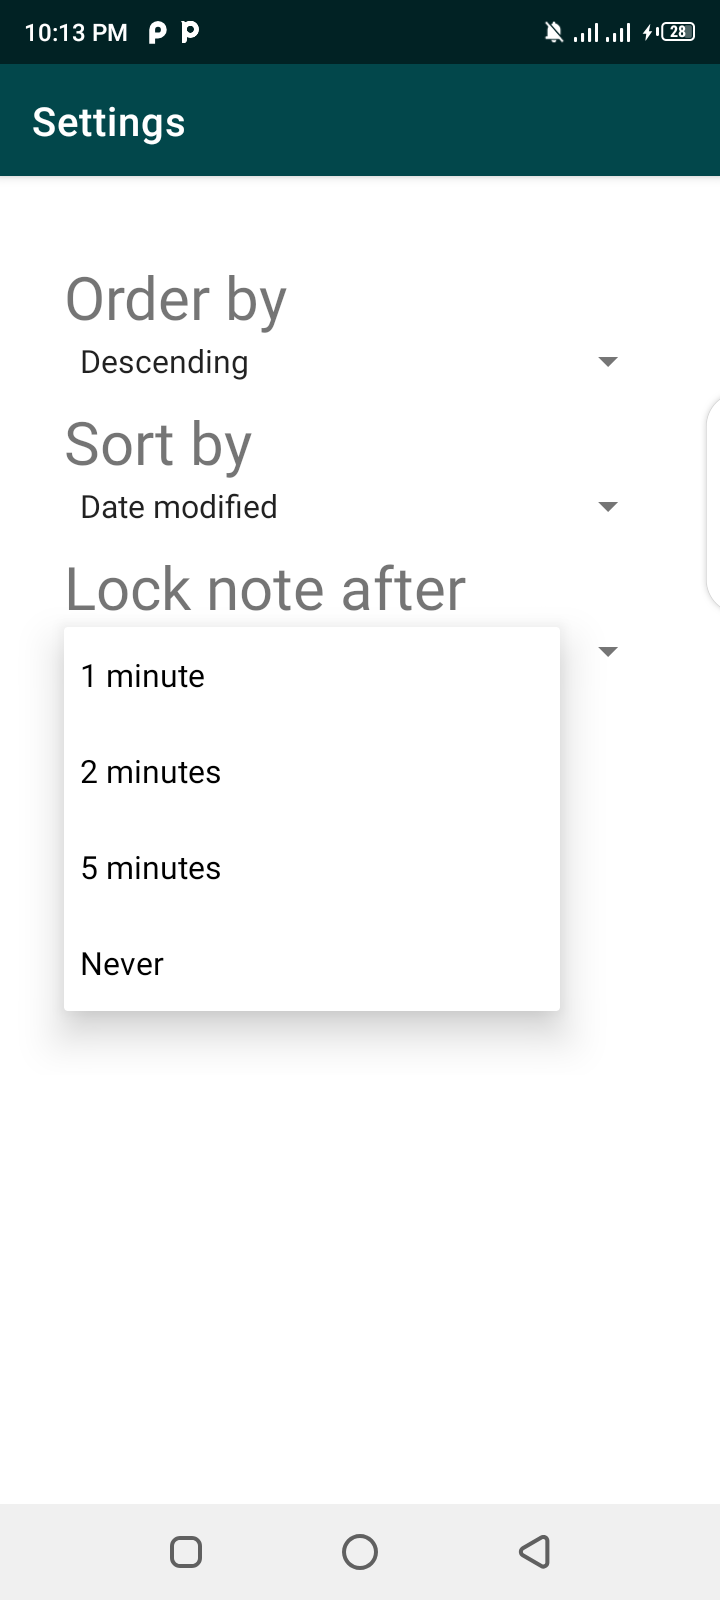 10:13 PM
28
Settings
Order by
Descending
Sort by
Date modified
Lock note after
1 minute
2 minutes
5 minutes
Never